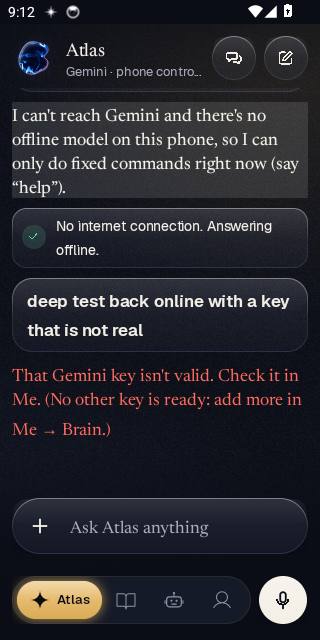 9:12
Atlas
Gemini · phone contro...
I can't reach Gemini and there's no
offline model on this phone, so I can
only do fixed commands right now (say
“help”).
No internet connection. Answering
offline.
deep test back online with a key
that is not real
That Gemini key isn't valid. Check it in
Me. (No other key is ready: add more in
Me → Brain.)
Ask Atlas anything
Atlas